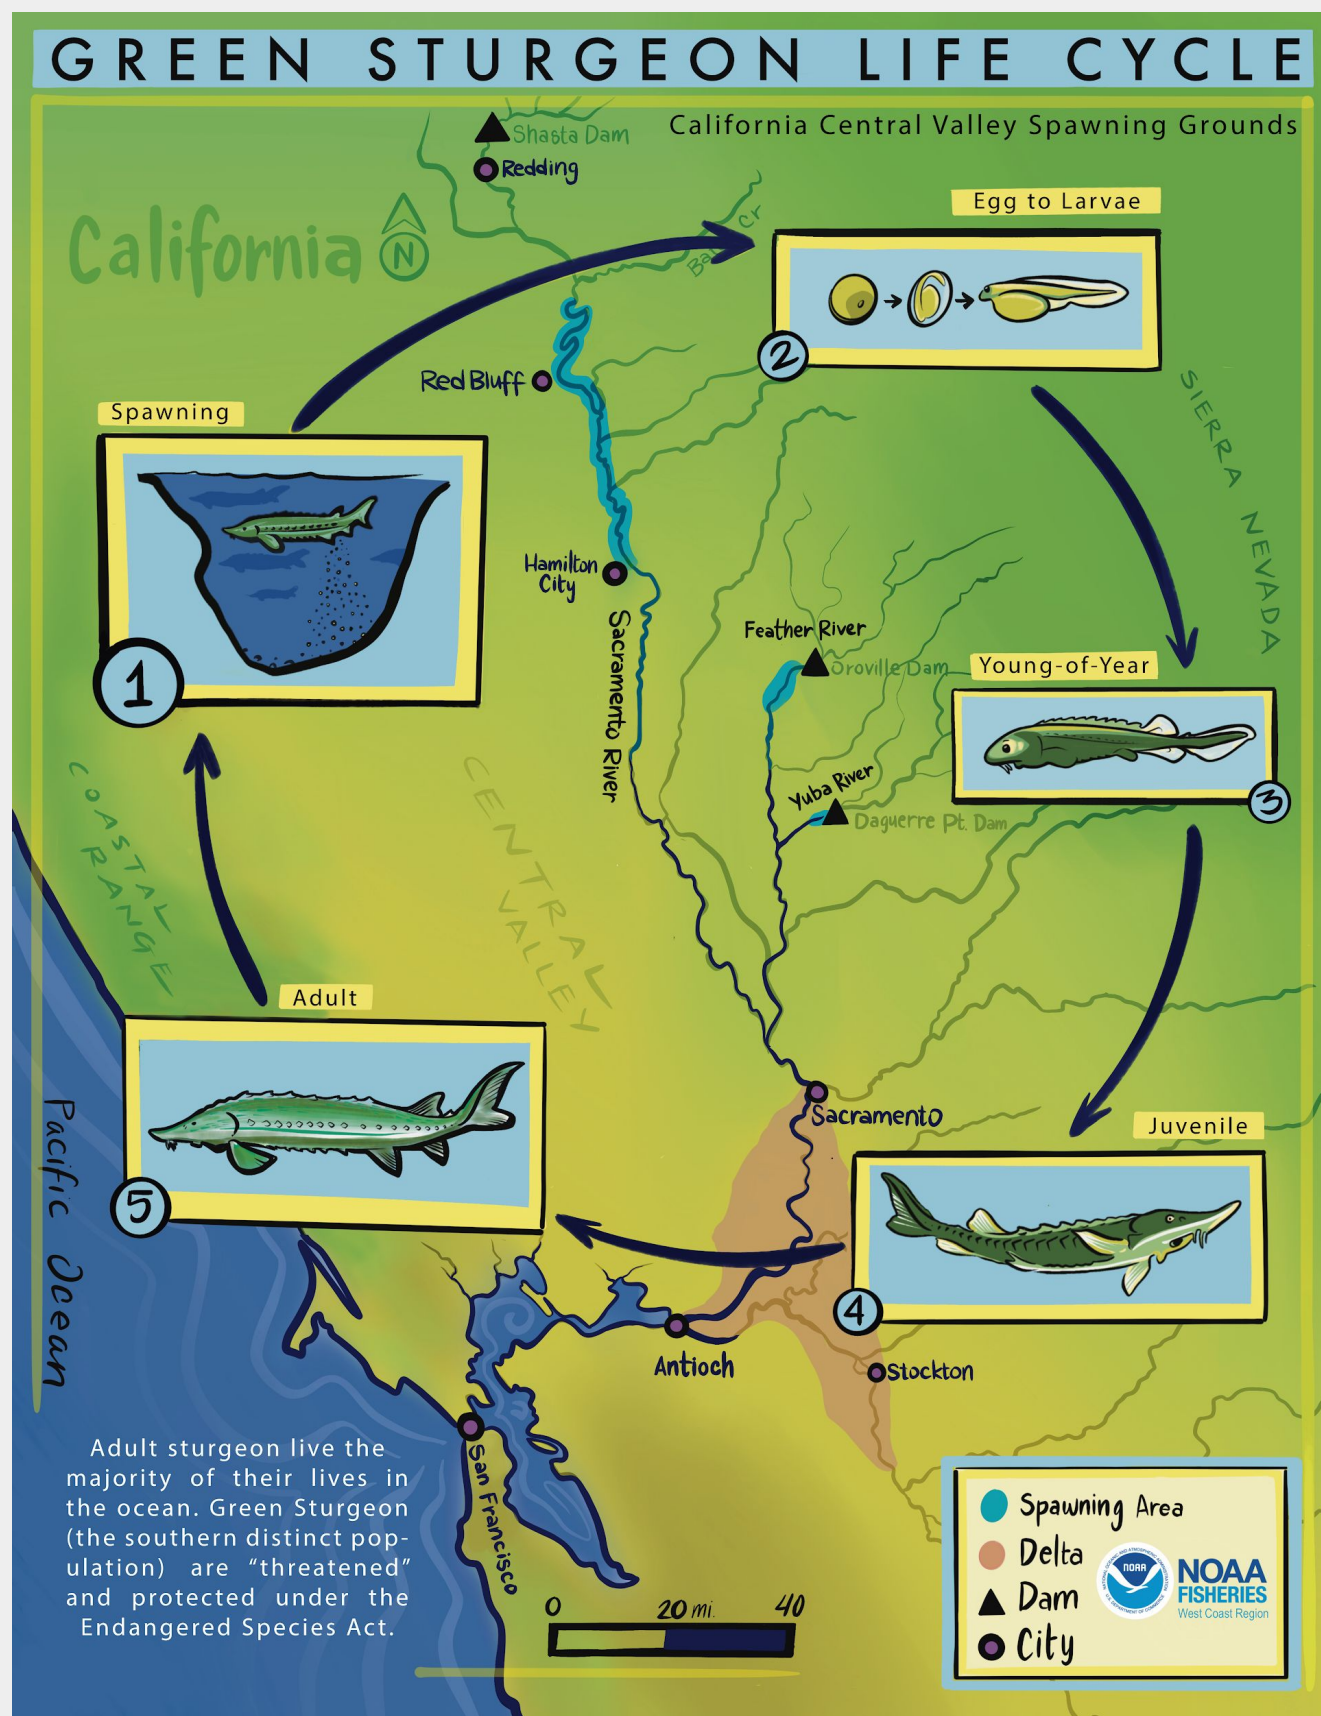 GREEN STURGEON LIFE CYCLE
California Central Valley Spawning Grounds
Shasta Dam
Redding
California
N
Cr
Egg to Larvae
2
Red Bluff
SIERRA NEVADA
Spawning
1
Hamilton
City
Sacramento River
Feather River
Oroville Dam
Young-of-Year
3
Yuba River
Daguerre Pt. Dam
COASTAL
RANGE
CENTRAL
VALLEY
Adult
5
Pacific Ocean
Sacramento
Juvenile
4
Antioch
Stockton
San Francisco
Adult sturgeon live the
majority of their lives in
the ocean. Green Sturgeon
(the southern distinct pop-
ulation) are “threatened”
and protected under the
Endangered Species Act.
0 20 mi. 40
Spawning Area
Delta
Dam
City
NOAA
NOAA
FISHERIES
West Coast Region